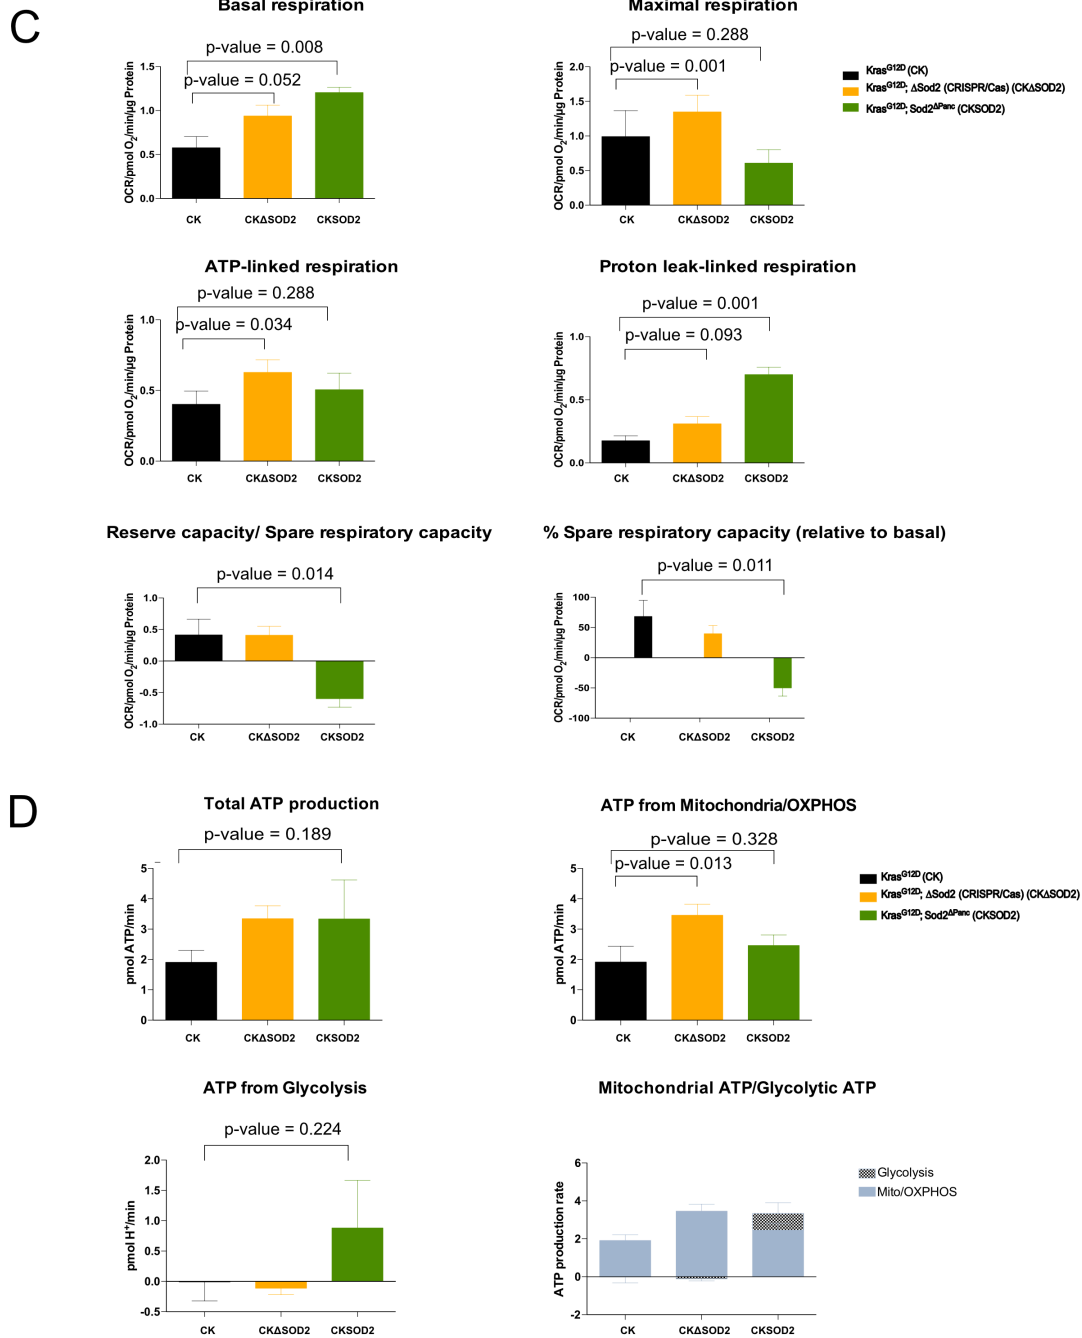 C
Basal respiration
p-value = 0.008
p-value = 0.052
OCR/pmol O2/min/µg Protein
1.5
1.0
0.5
0.0
CK CKΔSOD2 CKSOD2
Maximal respiration
p-value = 0.288
p-value = 0.001
OCR/pmol O2/min/µg Protein
2.0
1.5
1.0
0.5
0.0
CK CKΔSOD2 CKSOD2
KrasG12D (CK)
KrasG12D; ΔSod2 (CRISPR/Cas) (CKΔSOD2)
KrasG12D; Sod2ΔPanc (CKSOD2)
ATP-linked respiration
p-value = 0.288
p-value = 0.034
OCR/pmol O2/min/µg Protein
1.0
0.5
0.0
CK CKΔSOD2 CKSOD2
Proton leak-linked respiration
p-value = 0.001
p-value = 0.093
OCR/pmol O2/min/µg Protein
1.0
0.5
0.0
CK CKΔSOD2 CKSOD2
Reserve capacity/ Spare respiratory capacity
p-value = 0.014
OCR/pmol O2/min/µg Protein
1.0
0.5
0.0
-0.5
-1.0
CK CKΔSOD2 CKSOD2
% Spare respiratory capacity (relative to basal)
p-value = 0.011
OCR/pmol O2/min/µg Protein
100
50
0
-50
-100
CK CKΔSOD2 CKSOD2
D
Total ATP production
p-value = 0.189
pmol ATP/min
5
4
3
2
1
0
CK CKΔSOD2 CKSOD2
ATP from Mitochondria/OXPHOS
p-value = 0.328
p-value = 0.013
pmol ATP/min
5
4
3
2
1
0
CK CKΔSOD2 CKSOD2
KrasG12D (CK)
KrasG12D; ΔSod2 (CRISPR/Cas) (CKΔSOD2)
KrasG12D; Sod2ΔPanc (CKSOD2)
ATP from Glycolysis
p-value = 0.224
pmol H+/min
2.0
1.5
1.0
0.5
0.0
-0.5
CK CKΔSOD2 CKSOD2
Mitochondrial ATP/Glycolytic ATP
ATP production rate
6
4
2
0
-2
CK CKΔSOD2 CKSOD2
Glycolysis
Mito/OXPHOS